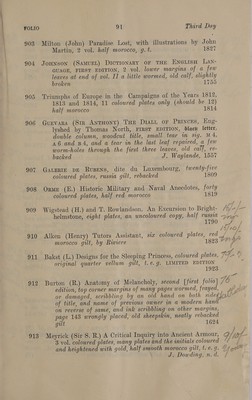 FOLIO 91 Third Day
903 Milton (John) Paradise Lost, with illustrations by John
Martin, 2 vol. half morocco, g. t. 1827
904 Johnson (Samuel) Dictionary of the English Lan-
guage, first edition, 2 vol. lower margins of a few
leaves at end of vol. II a little wormed, old calf, slightly
broken 1755
905 Triumphs of Europe in the Campaigns of the Years 1812,
1813 and 1814, 11 coloured plates only (should be 12)
half morocco 1814
906 Guevara (Sir Anthony) The Diall of Princes, Eng-
lyshed by Thomas North, first edition, black letter,
double column, woodcut title, small tear in sig.
A 6 and a 4, and a tear in the last leaf repaired, a few
worm-holes through the first three leaves, old calf, re-
backed J. Waylande, 1557
907 Galerie de Rubens, dite du Luxembourg, twenty-five
coloured plates, russia gilt, rebacked 1809
908 Orme (E.) Historic Military and Naval Anecdotes, forty
coloured plates, half red morocco 1819
909 Wigstead (H.) and T. Rowlandson. An Excursion to Bright-
helmstone, eight plates, an uncoloured copy, half russia
1790
910 Alken (Henry) Tutors Assistant, six coloured plates, red
morocco gilt, by Riviere 1823
911 Bakst (L.) Designs for the Sleeping Princess, coloured plates,
original quarter vellum gilt, t. e. g. limited edition
1923
912 Burton (R.) Anatomy of Melancholy, second [first folio]
edition, top corner margins of many pages wormed, frayed,
or damaged, scribbling by an old hand on both sides
of title, and name of previous owner in a modern hand
on reverse of same, and ink scribbling on other margins,
page 145 wrongly placed, old sheepskin, neatly rebacked
gilt 1624
913 Meyrick (Sir S. R.) A Critical Inquiry into Ancient Armour,
3 vol. coloured plates, many plates and the initials coloured
and heightened with gold, half smooth morocco gilt, t. e. g.
J. Dowding, n. d.